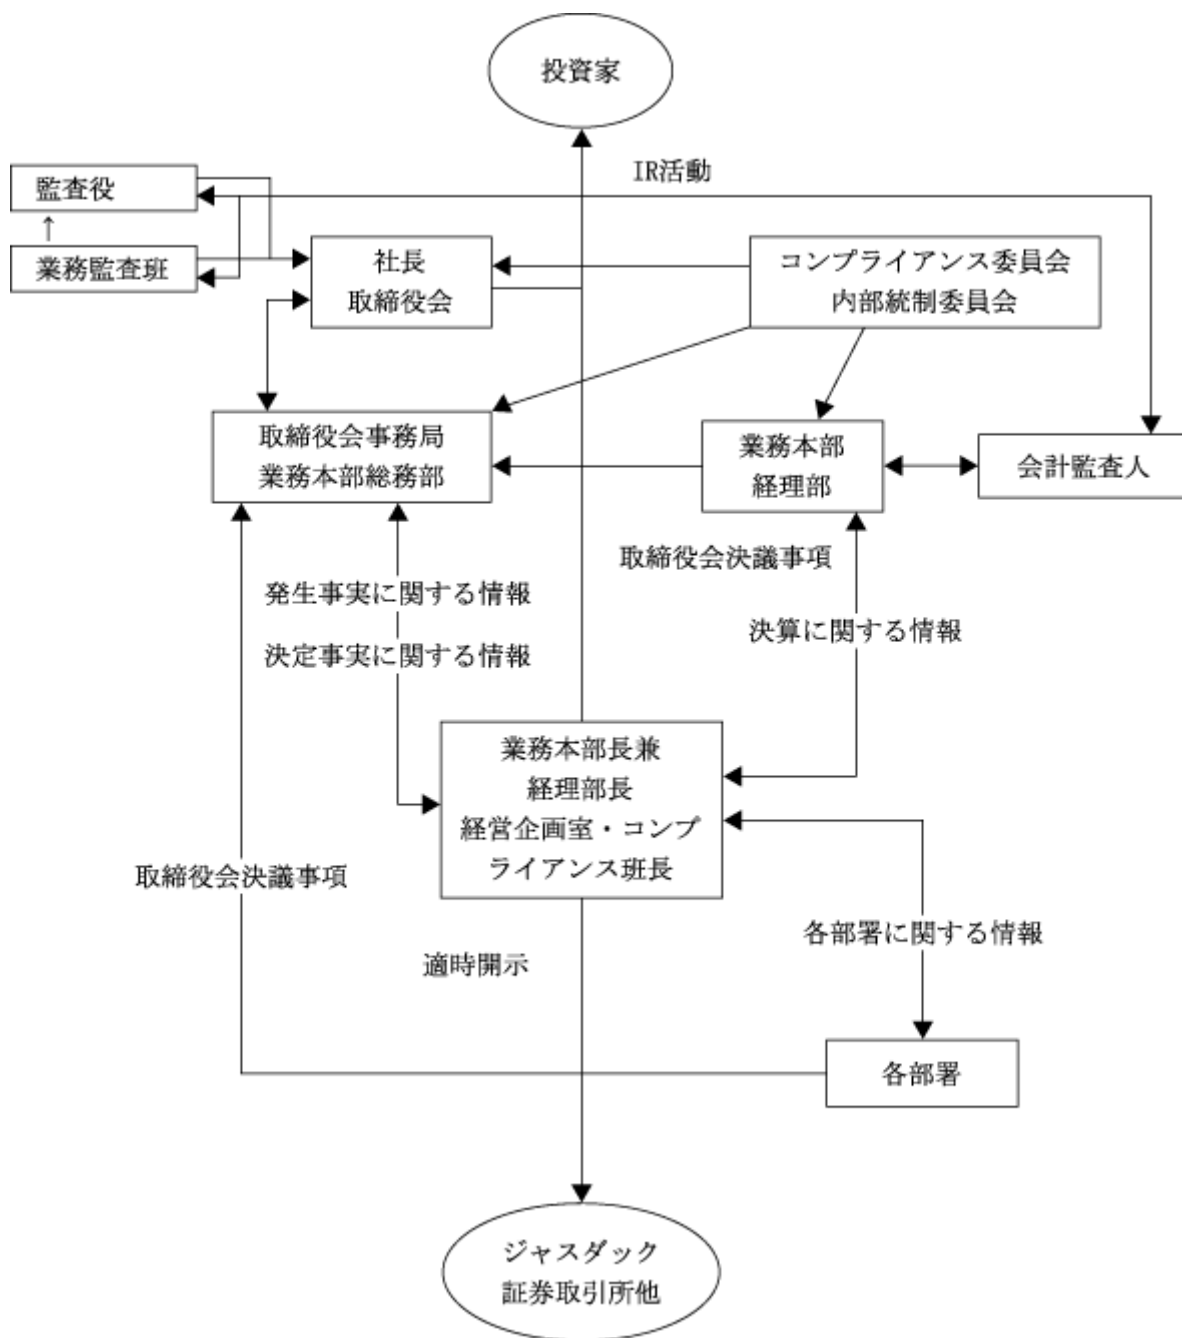 投資家
IR活動
監査役
↑
業務監査班
社長
取締役会
コンプライアンス委員会
内部統制委員会
取締役会事務局
業務本部総務部
業務本部
経理部
会計監査人
取締役会決議事項
発生事実に関する情報
決算に関する情報
決定事実に関する情報
業務本部長兼
経理部長
経営企画室・コンプ
ライアンス班長
取締役会決議事項
各部署に関する情報
適時開示
各部署
ジャスダック
証券取引所他